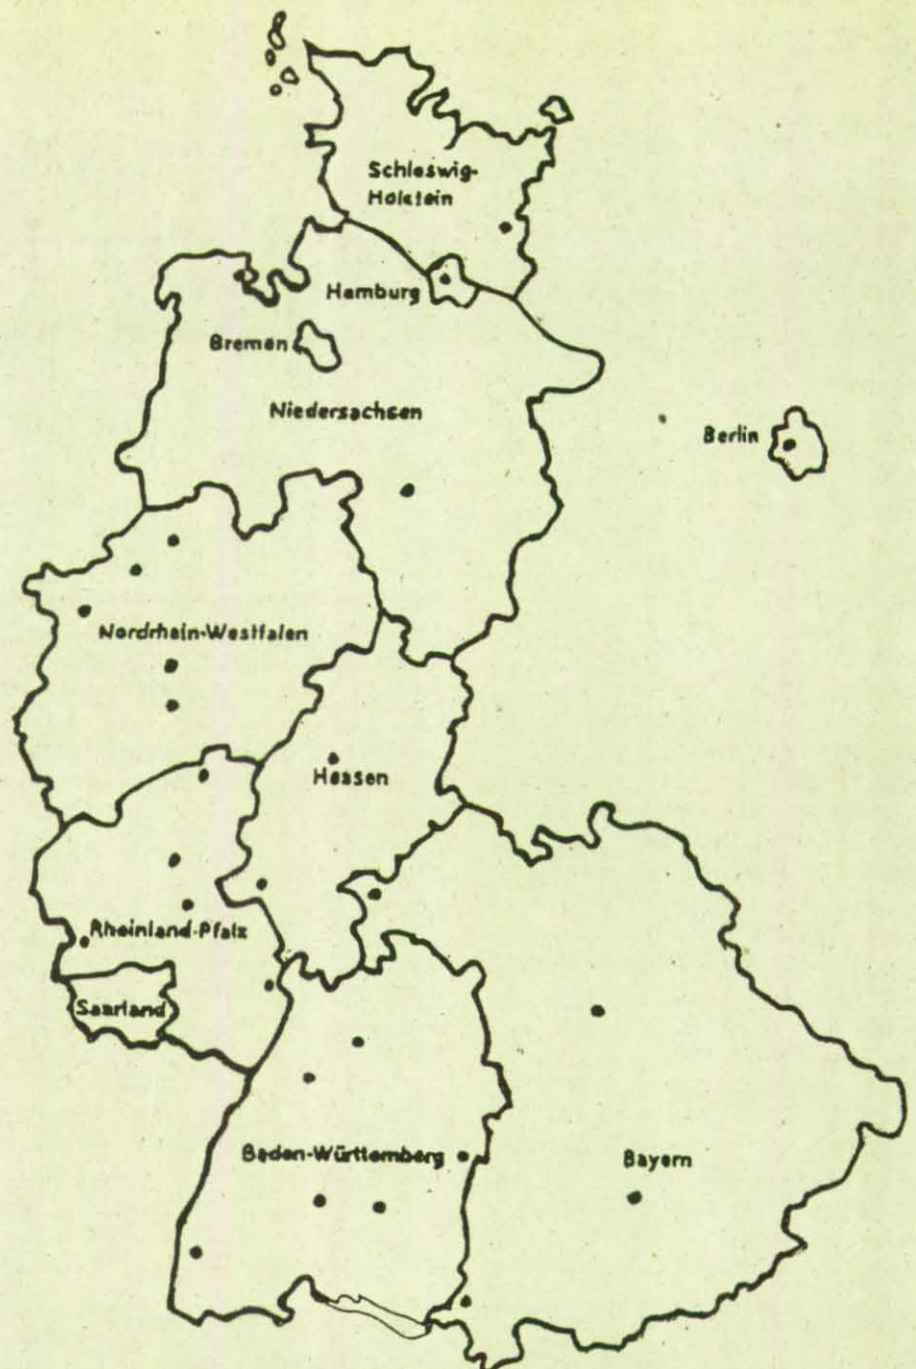 Schleswig-
Holstein
Hamburg
Bremen
Niedersachsen
Berlin
Nordrhein-Westfalen
Hessen
Rheinland-Pfalz
Saarland
Baden-Württemberg
Bayern